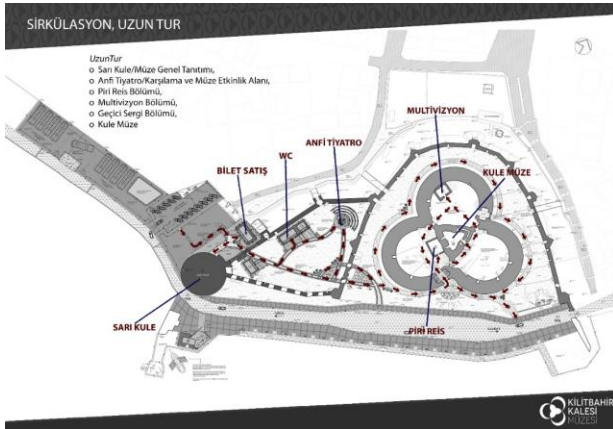 SİRKÜLASYON, UZUN TUR
UzunTur
o Sarı Kule/Müze Genel Tanıtımı,
o Anfi Tiyatro/Karşılama ve Müze Etkinlik Alanı,
o Piri Reis Bölümü,
o Multivizyon Bölümü,
o Geçici Sergi Bölümü,
o Kule Müze
MULTİVİZYON
ANFİ TİYATRO
WC
BİLET SATIŞ
KULE MÜZE
SARI KULE
PİRİ REİS
KİLİTBAHİR
KALESİ
MÜZESİ